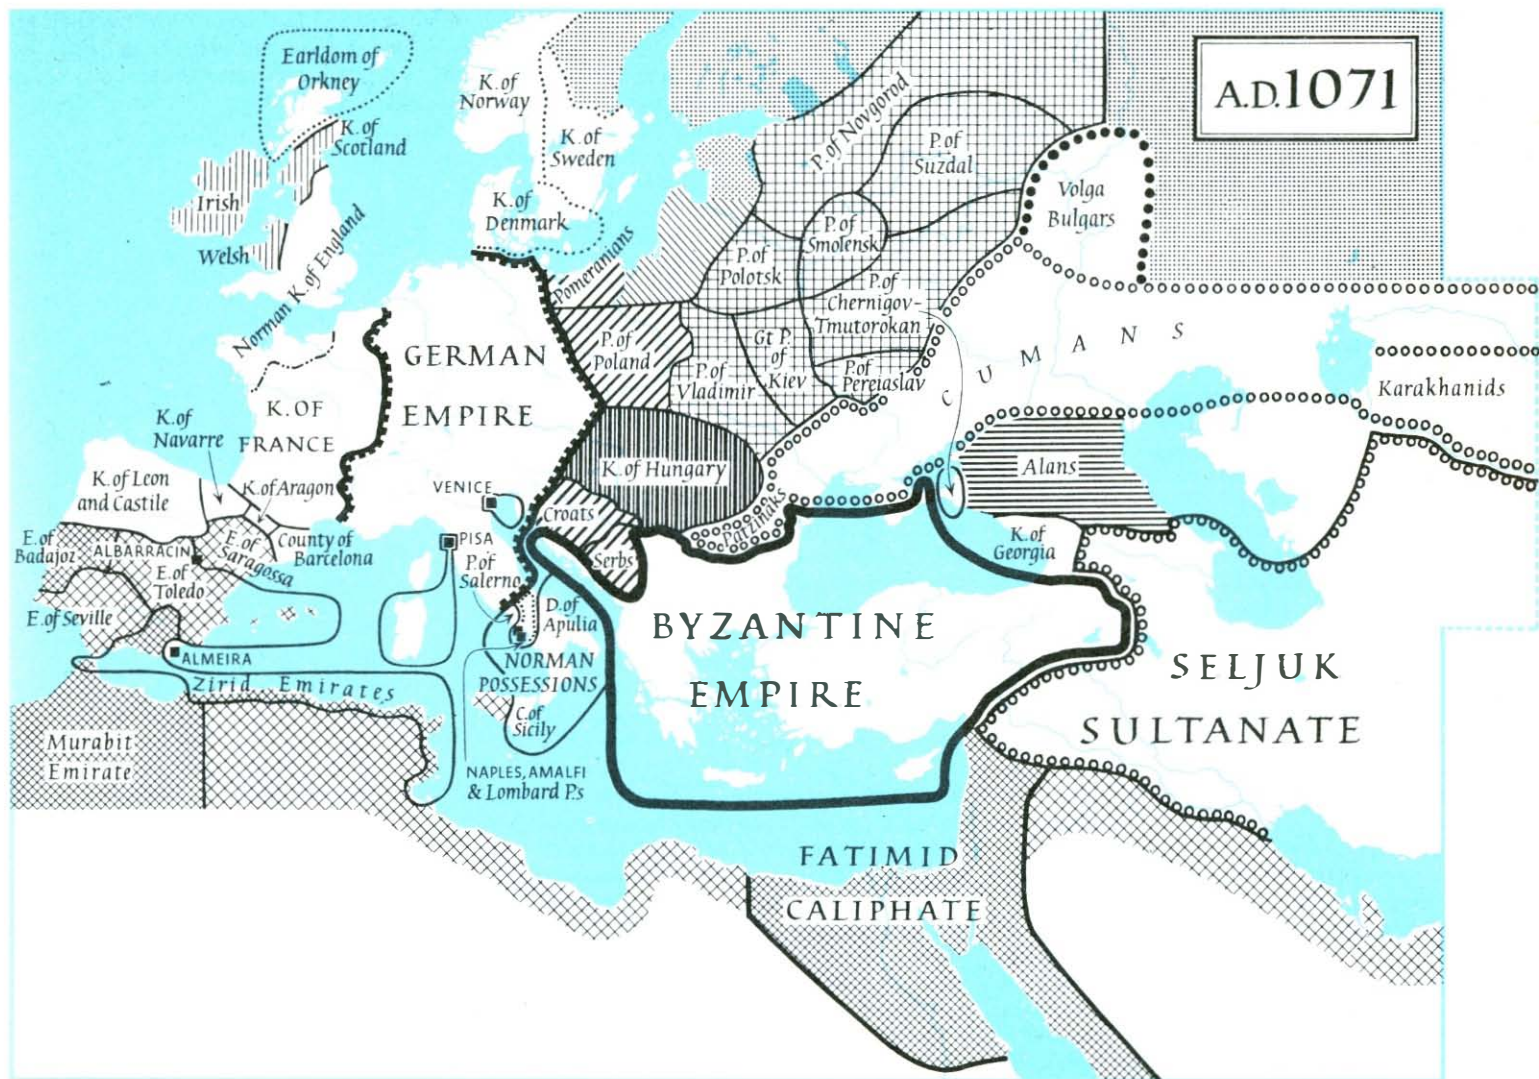 A.D.1071
Earldom of
Orkney
K. of
Norway
K. of
Scotland
K. of
Sweden
P. of Novgorod
P. of
Suzdal
Irish
K. of
Denmark
Volga
Bulgars
Welsh
Norman K. of England
P. of
Smolensk
P. of
Polotsk
Pomeranians
P. of
Chernigov-
Tmutorokan
GERMAN
EMPIRE
P. of
Poland
P. of
Vladimir
Gt P.
of
Kiev
P. of
Pereiaslav
CUMANS
Karakhanids
K. of
Navarre
K. OF
FRANCE
K. of Leon
and Castile
K. of Aragon
VENICE
K. of Hungary
Alans
Croats
Patzinaks
E. of
Badajoz
ALBARRACIN
E. of
Saragossa
County of
Barcelona
PISA
P. of
Salerno
Serbs
K. of
Georgia
E. of
Toledo
E. of Seville
D. of
Apulia
BYZANTINE
EMPIRE
ALMEIRA
NORMAN
POSSESSIONS
SELJUK
SULTANATE
Zirid Emirates
C. of
Sicily
Murabit
Emirate
NAPLES, AMALFI
& Lombard Ps
FATIMID
CALIPHATE